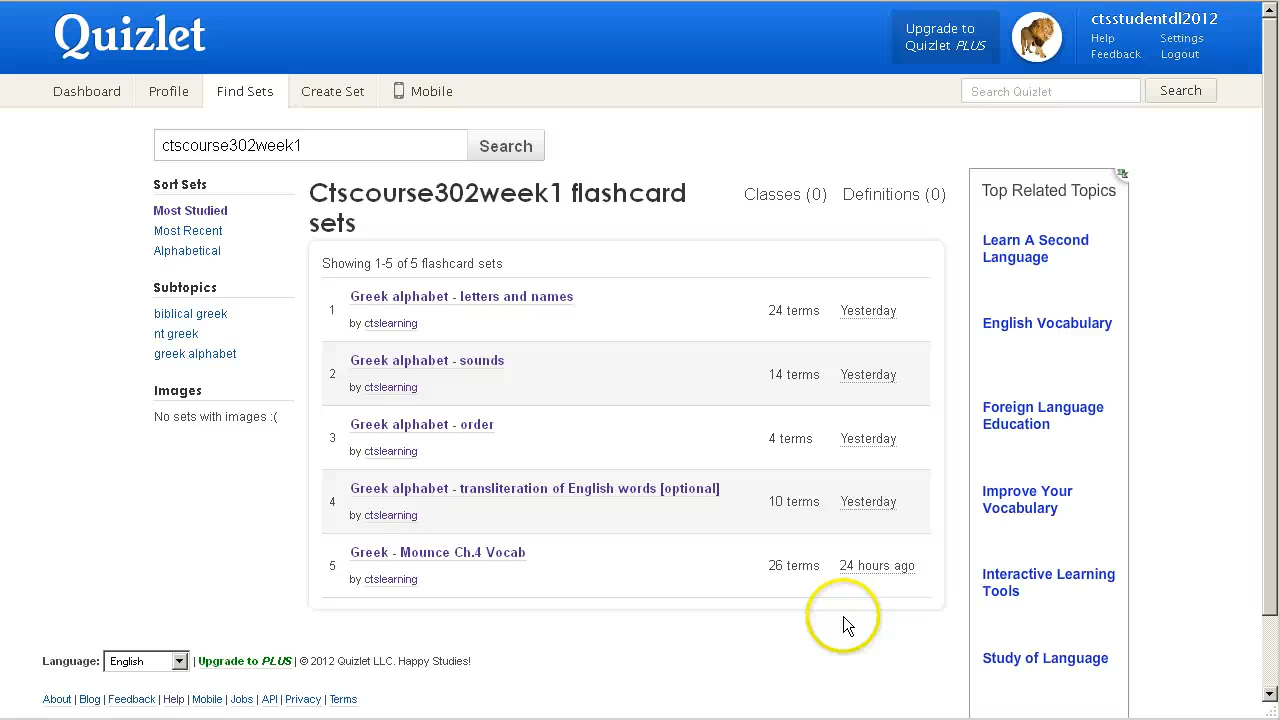 Quizlet
Upgrade to
Quizlet PLUS
ctsstudentdl2012
Help
Settings
Feedback
Logout
Dashboard
Profile
Find Sets
Create Set
Mobile
Search Quizlet
Search
ctscourse302week1
Search
Sort Sets
Most Studied
Most Recent
Alphabetical
Subtopics
biblical greek
nt greek
greek alphabet
Images
No sets with images :(
Ctscourse302week1 flashcard
sets
Classes (0)
Definitions (0)
Showing 1-5 of 5 flashcard sets
1
Greek alphabet - letters and names
by ctslearning
24 terms
Yesterday
2
Greek alphabet - sounds
by ctslearning
14 terms
Yesterday
3
Greek alphabet - order
by ctslearning
4 terms
Yesterday
4
Greek alphabet - transliteration of English words [optional]
by ctslearning
10 terms
Yesterday
5
Greek - Mounce Ch.4 Vocab
by ctslearning
26 terms
24 hours ago
Top Related Topics
Learn A Second
Language
English Vocabulary
Foreign Language
Education
Improve Your
Vocabulary
Interactive Learning
Tools
Study of Language
Language: English | Upgrade to PLUS | © 2012 Quizlet LLC. Happy Studies!
About | Blog | Feedback | Help | Mobile | Jobs | API | Privacy | Terms